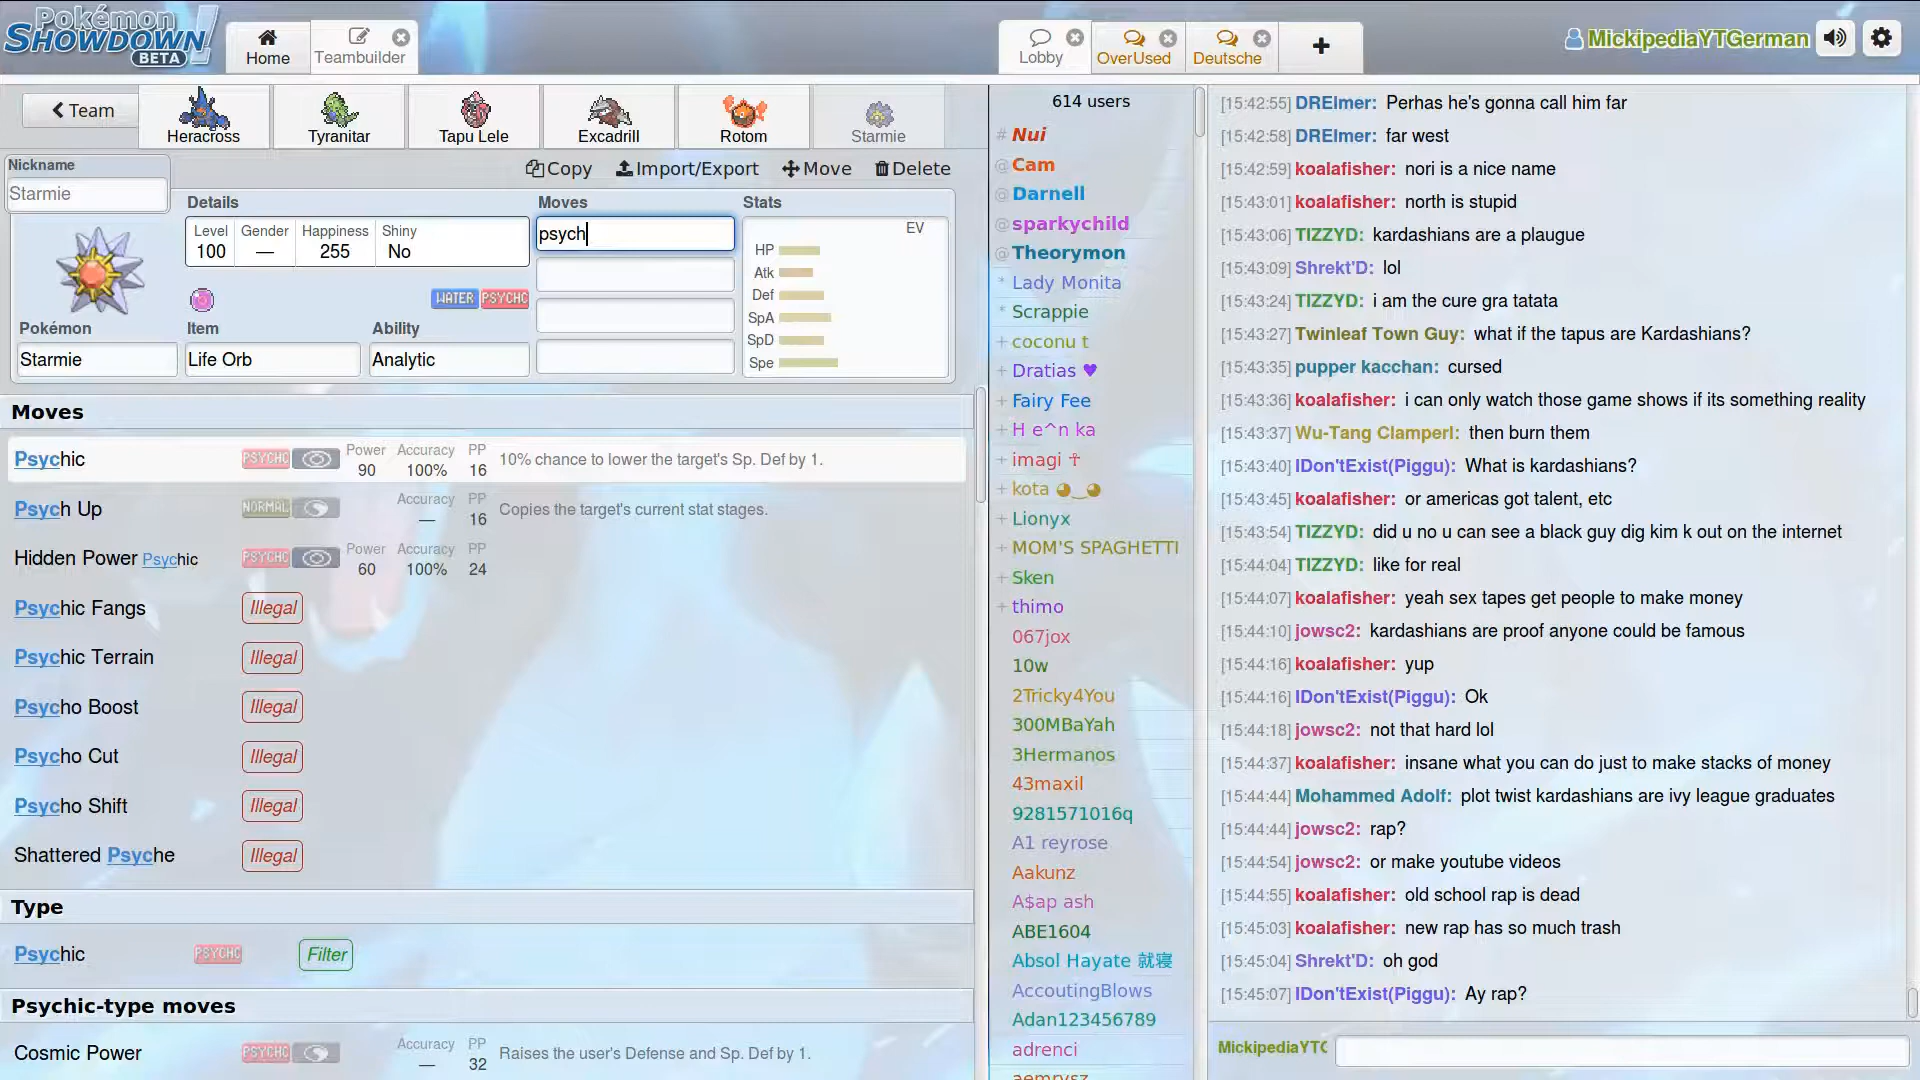 Pokémon
SHOWDOWN!
BETA
Home
Teambuilder
Lobby
OverUsed
Deutsche
+
MickipediaYTGerman
Team
Heracross
Tyranitar
Tapu Lele
Excadrill
Rotom
Starmie
Nickname
Starmie
Copy
Import/Export
Move
Delete
Details
Level
100
Gender
—
Happiness
255
Shiny
No
WATER
PSYCHC
Pokémon
Starmie
Item
Life Orb
Ability
Analytic
Moves
psych
Stats
EV
HP
Atk
Def
SpA
SpD
Spe
Moves
Psychic PSYCHC Power 90 Accuracy 100% PP 16 10% chance to lower the target's Sp. Def by 1.
Psych Up NORMAL Accuracy — PP 16 Copies the target's current stat stages.
Hidden Power Psychic PSYCHC Power 60 Accuracy 100% PP 24
Psychic Fangs Illegal
Psychic Terrain Illegal
Psycho Boost Illegal
Psycho Cut Illegal
Psycho Shift Illegal
Shattered Psyche Illegal
Type
Psychic PSYCHC Filter
Psychic-type moves
Cosmic Power PSYCHC Accuracy — PP 32 Raises the user's Defense and Sp. Def by 1.
614 users
# Nui
@ Cam
@ Darnell
@ sparkychild
@ Theorymon
* Lady Monita
* Scrappie
+ coconu t
+ Dratias ♥
+ Fairy Fee
+ H e^n ka
+ imagi ☥
+ kota ◕‿◕
+ Lionyx
+ MOM'S SPAGHETTI
+ Sken
+ thimo
067jox
10w
2Tricky4You
300MBaYah
3Hermanos
43maxil
9281571016q
A1 reyrose
Aakunz
A$ap ash
ABE1604
Absol Hayate 就寝
AccoutingBlows
Adan123456789
adrenci
aemrysz
[15:42:55] DREImer: Perhas he's gonna call him far
[15:42:58] DREImer: far west
[15:42:59] koalafisher: nori is a nice name
[15:43:01] koalafisher: north is stupid
[15:43:06] TIZZYD: kardashians are a plaugue
[15:43:09] Shrekt'D: lol
[15:43:24] TIZZYD: i am the cure gra tatata
[15:43:27] Twinleaf Town Guy: what if the tapus are Kardashians?
[15:43:35] pupper kacchan: cursed
[15:43:36] koalafisher: i can only watch those game shows if its something reality
[15:43:37] Wu-Tang Clamperl: then burn them
[15:43:40] IDon'tExist(Piggu): What is kardashians?
[15:43:45] koalafisher: or americas got talent, etc
[15:43:54] TIZZYD: did u no u can see a black guy dig kim k out on the internet
[15:44:04] TIZZYD: like for real
[15:44:07] koalafisher: yeah sex tapes get people to make money
[15:44:10] jowsc2: kardashians are proof anyone could be famous
[15:44:16] koalafisher: yup
[15:44:16] IDon'tExist(Piggu): Ok
[15:44:18] jowsc2: not that hard lol
[15:44:37] koalafisher: insane what you can do just to make stacks of money
[15:44:44] Mohammed Adolf: plot twist kardashians are ivy league graduates
[15:44:44] jowsc2: rap?
[15:44:54] jowsc2: or make youtube videos
[15:44:55] koalafisher: old school rap is dead
[15:45:03] koalafisher: new rap has so much trash
[15:45:04] Shrekt'D: oh god
[15:45:07] IDon'tExist(Piggu): Ay rap?
MickipediaYTG